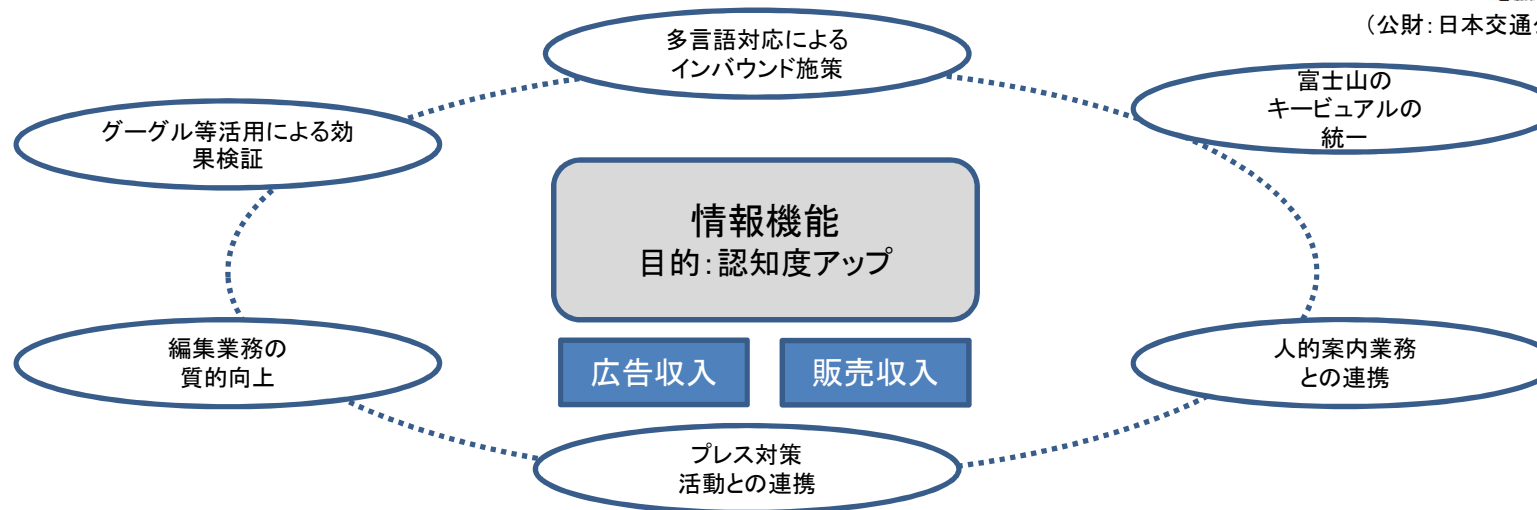 （公財：日本交通
多言語対応による
インバウンド施策
富士山の
キービュアルの
統一
グーグル等活用による効
果検証
情報機能
目的：認知度アップ
編集業務の
質的向上
広告収入
販売収入
人的案内業務
との連携
プレス対策
活動との連携